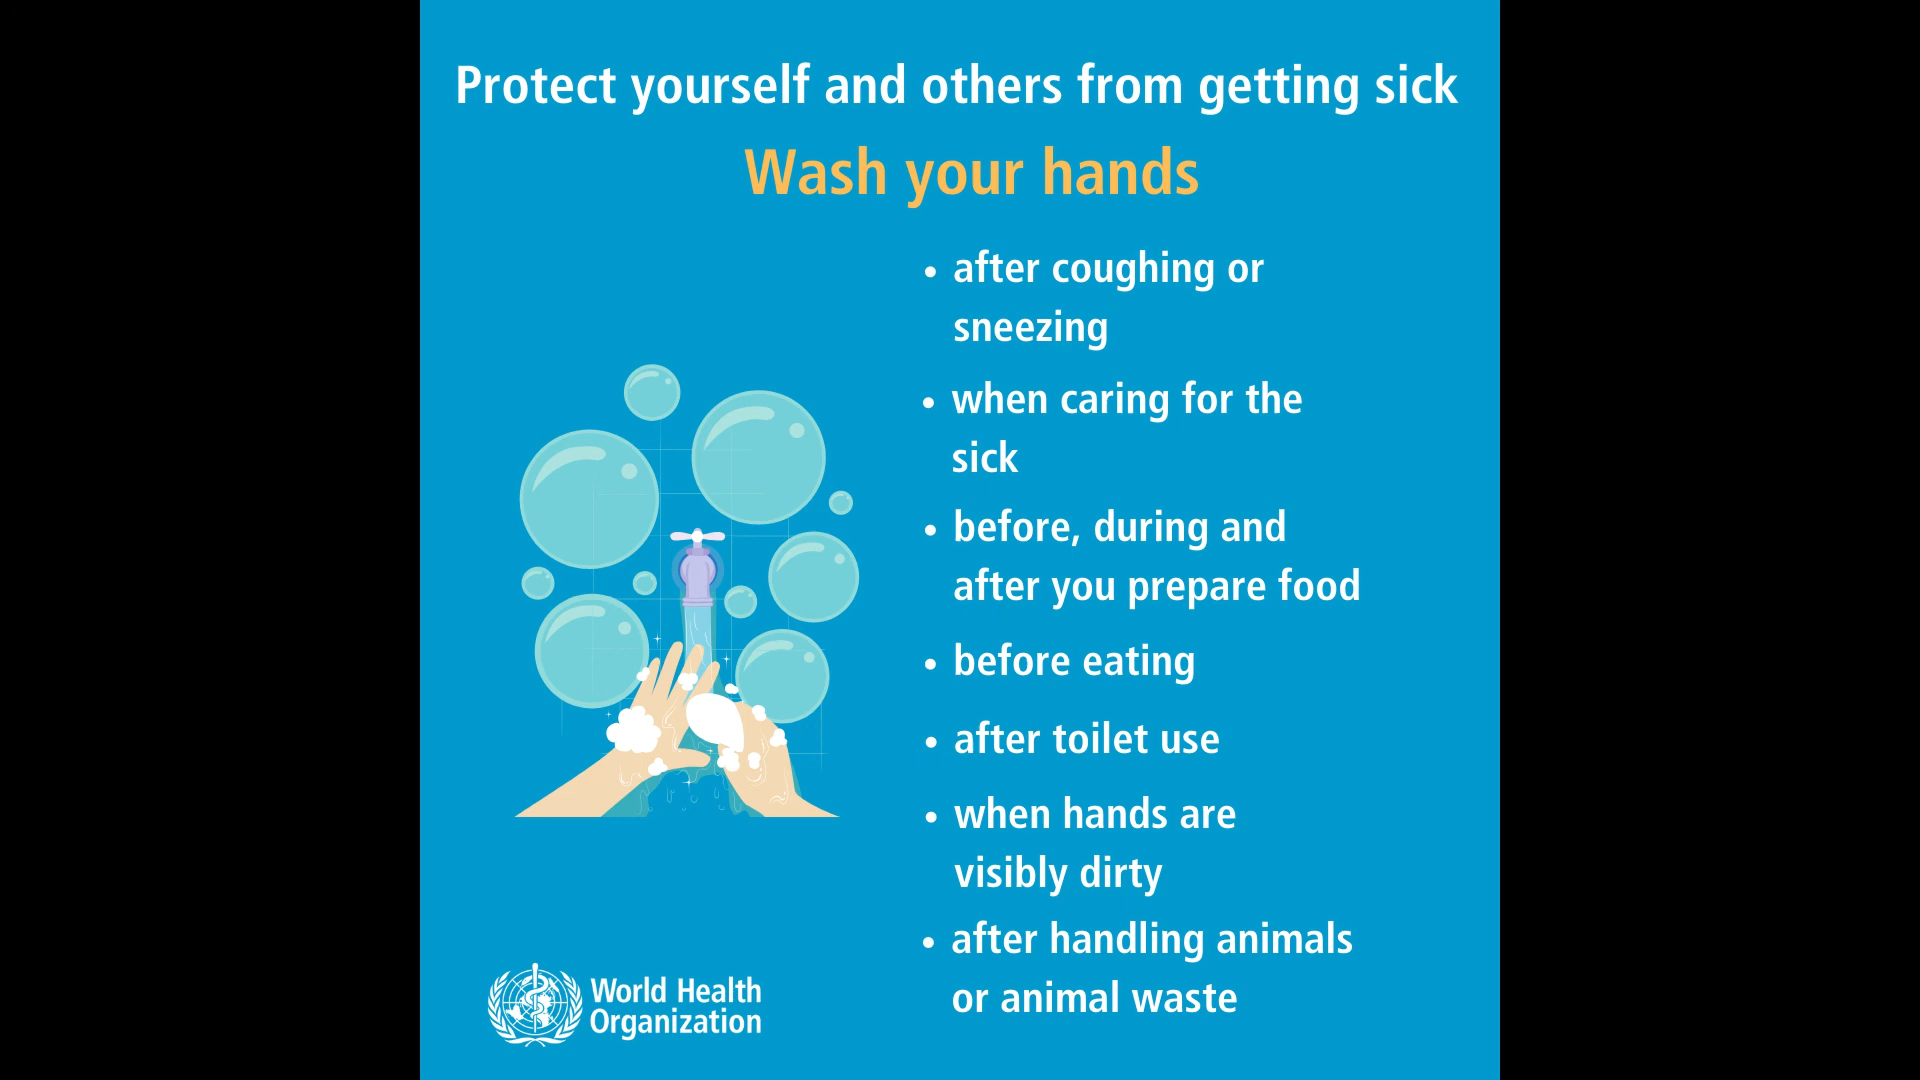 Protect yourself and others from getting sick
Wash your hands
• after coughing or
sneezing
• when caring for the
sick
• before, during and
after you prepare food
• before eating
• after toilet use
• when hands are
visibly dirty
• after handling animals
or animal waste
World Health
Organization